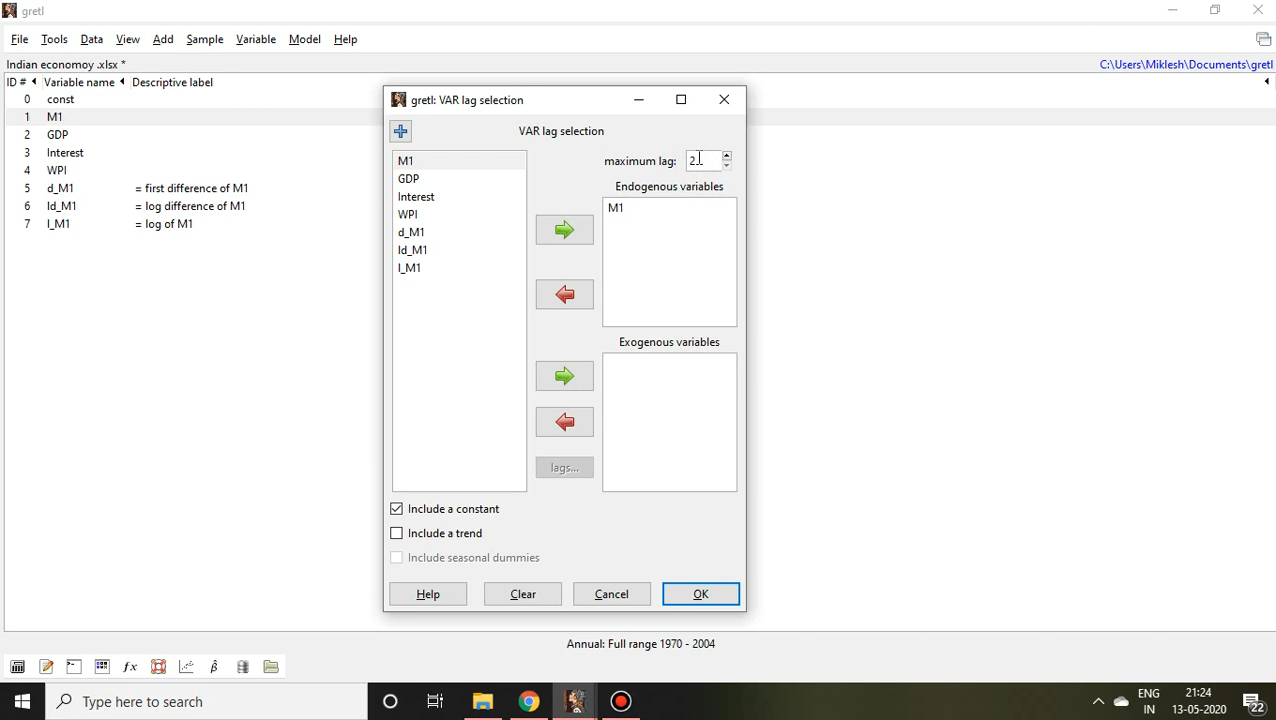 gretl
File Tools Data View Add Sample Variable Model Help
Indian economoy .xlsx * C:\Users\Miklesh\Documents\gretl
ID # Variable name Descriptive label
0 const
1 M1
2 GDP
3 Interest
4 WPI
5 d_M1 = first difference of M1
6 ld_M1 = log difference of M1
7 l_M1 = log of M1
gretl: VAR lag selection
VAR lag selection
M1
GDP
Interest
WPI
d_M1
ld_M1
l_M1
maximum lag: 2
Endogenous variables
M1
Exogenous variables
lags...
Include a constant
Include a trend
Include seasonal dummies
Help Clear Cancel OK
Annual: Full range 1970 - 2004
fx
β
Type here to search
ENG
IN
21:24
13-05-2020
22